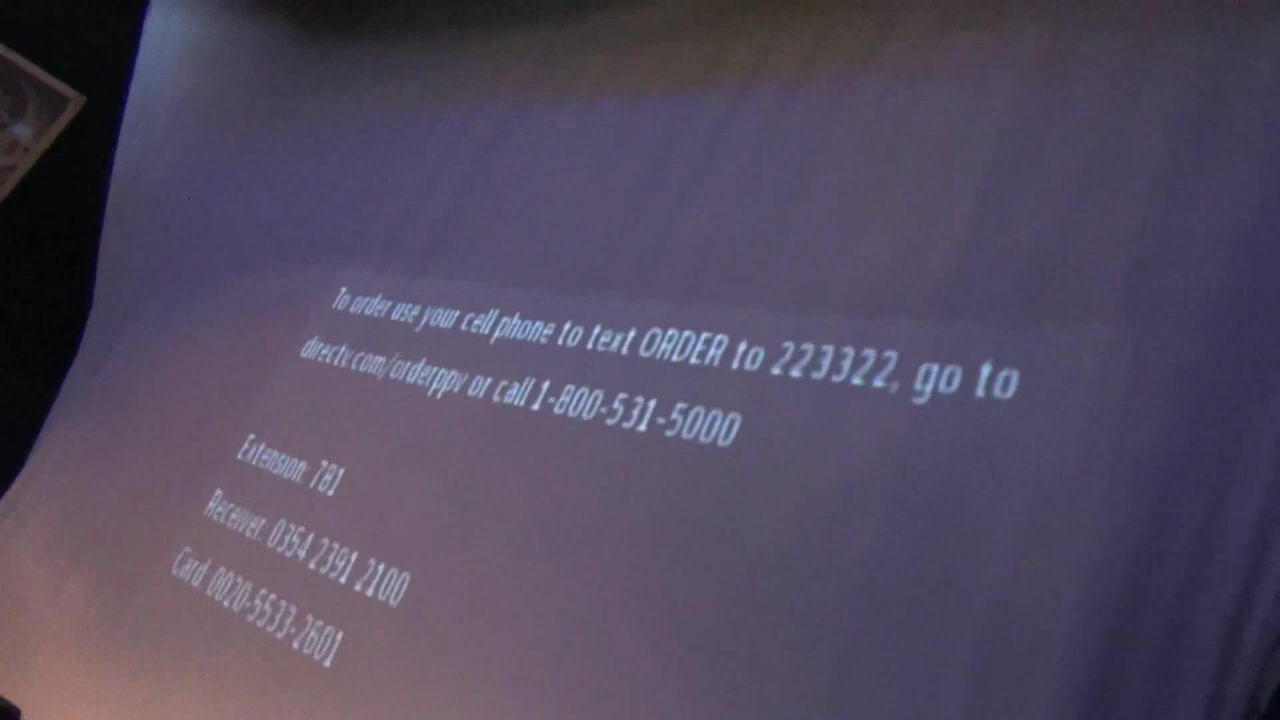 To order use your cell phone to text ORDER to 223322, go to
directv.com/orderppv or call 1-800-531-5000
Extension: 781
Receiver: 0354 2391 2100
Card: 0020-5533-2601